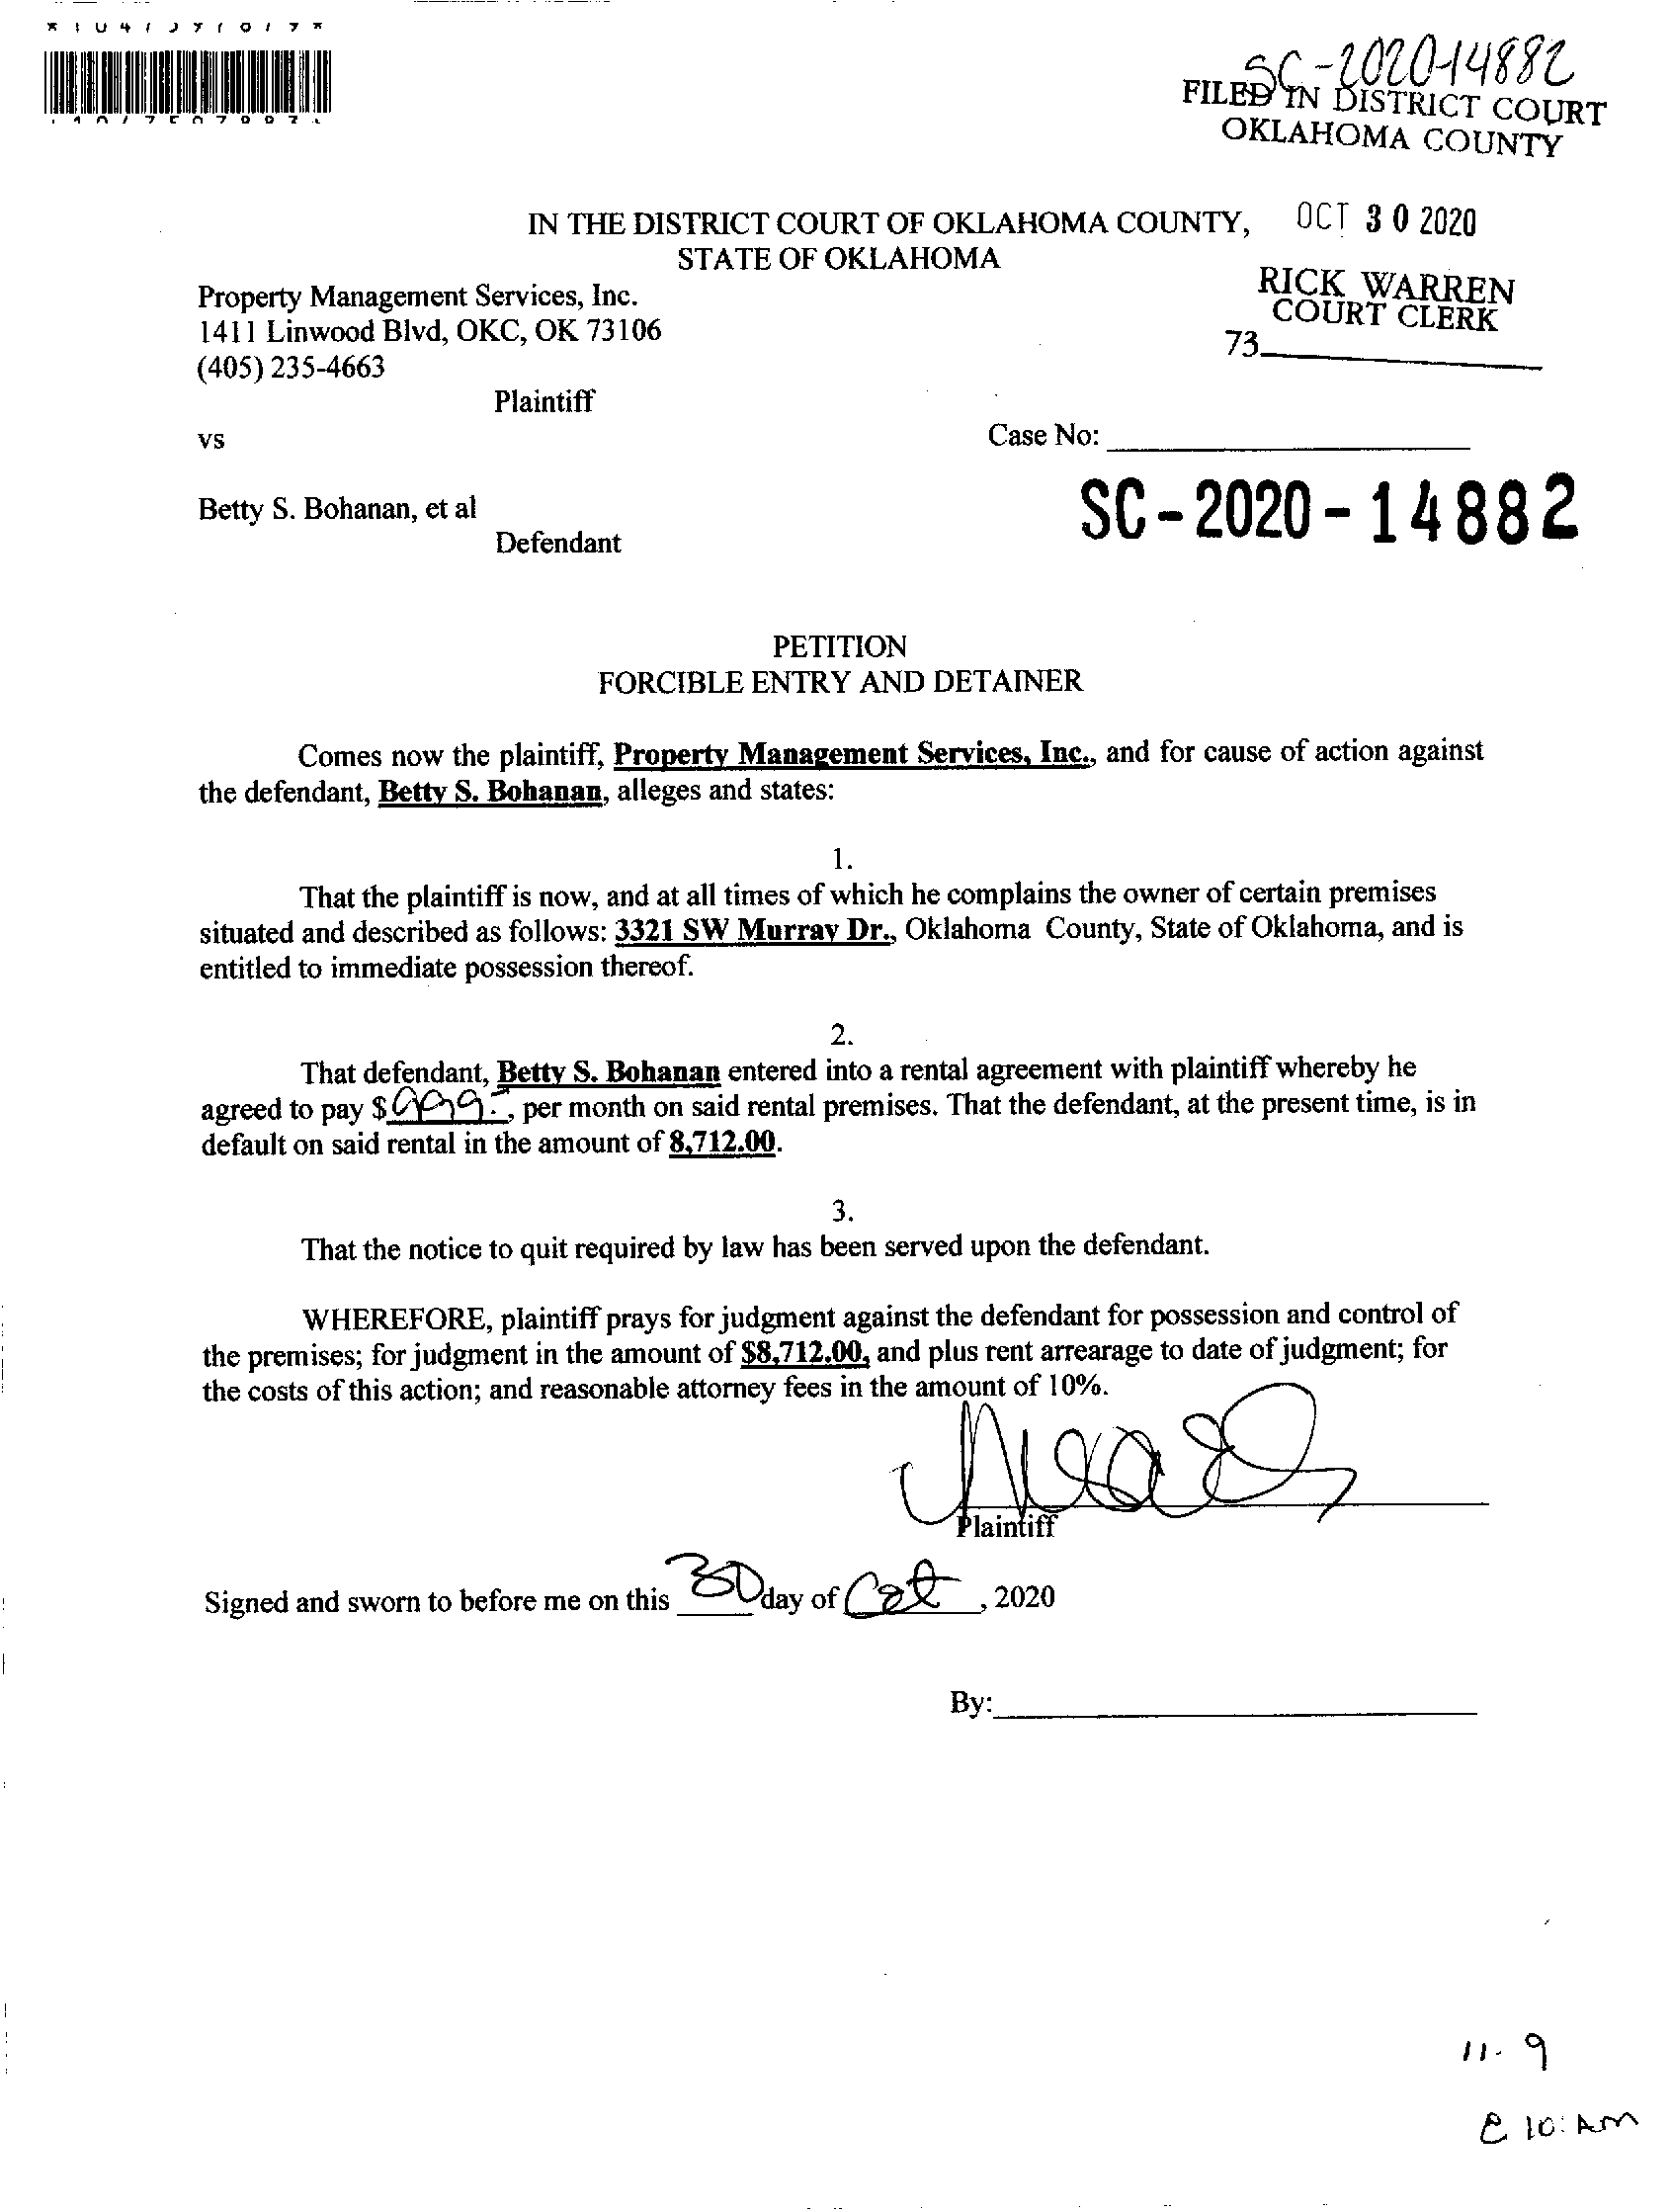 SC-2020-14882
FILED IN DISTRICT COURT
OKLAHOMA COUNTY
IN THE DISTRICT COURT OF OKLAHOMA COUNTY,
STATE OF OKLAHOMA
OCT 30 2020
RICK WARREN
COURT CLERK
73
Property Management Services, Inc.
1411 Linwood Blvd, OKC, OK 73106
(405) 235-4663
Plaintiff
vs
Case No:
SC-2020-14882
Betty S. Bohanan, et al
Defendant
PETITION
FORCIBLE ENTRY AND DETAINER
Comes now the plaintiff, Property Management Services, Inc., and for cause of action against
the defendant, Betty S. Bohanan, alleges and states:
1.
That the plaintiff is now, and at all times of which he complains the owner of certain premises
situated and described as follows: 3321 SW Murray Dr., Oklahoma County, State of Oklahoma, and is
entitled to immediate possession thereof.
2.
That defendant, Betty S. Bohanan entered into a rental agreement with plaintiff whereby he
agreed to pay $ , per month on said rental premises. That the defendant, at the present time, is in
default on said rental in the amount of 8,712.00.
3.
That the notice to quit required by law has been served upon the defendant.
WHEREFORE, plaintiff prays for judgment against the defendant for possession and control of
the premises; for judgment in the amount of $8,712.00, and plus rent arrearage to date of judgment; for
the costs of this action; and reasonable attorney fees in the amount of 10%.
Plaintiff
Signed and sworn to before me on this 30 day of Oct, 2020
By:
11-9
@ 10:AM